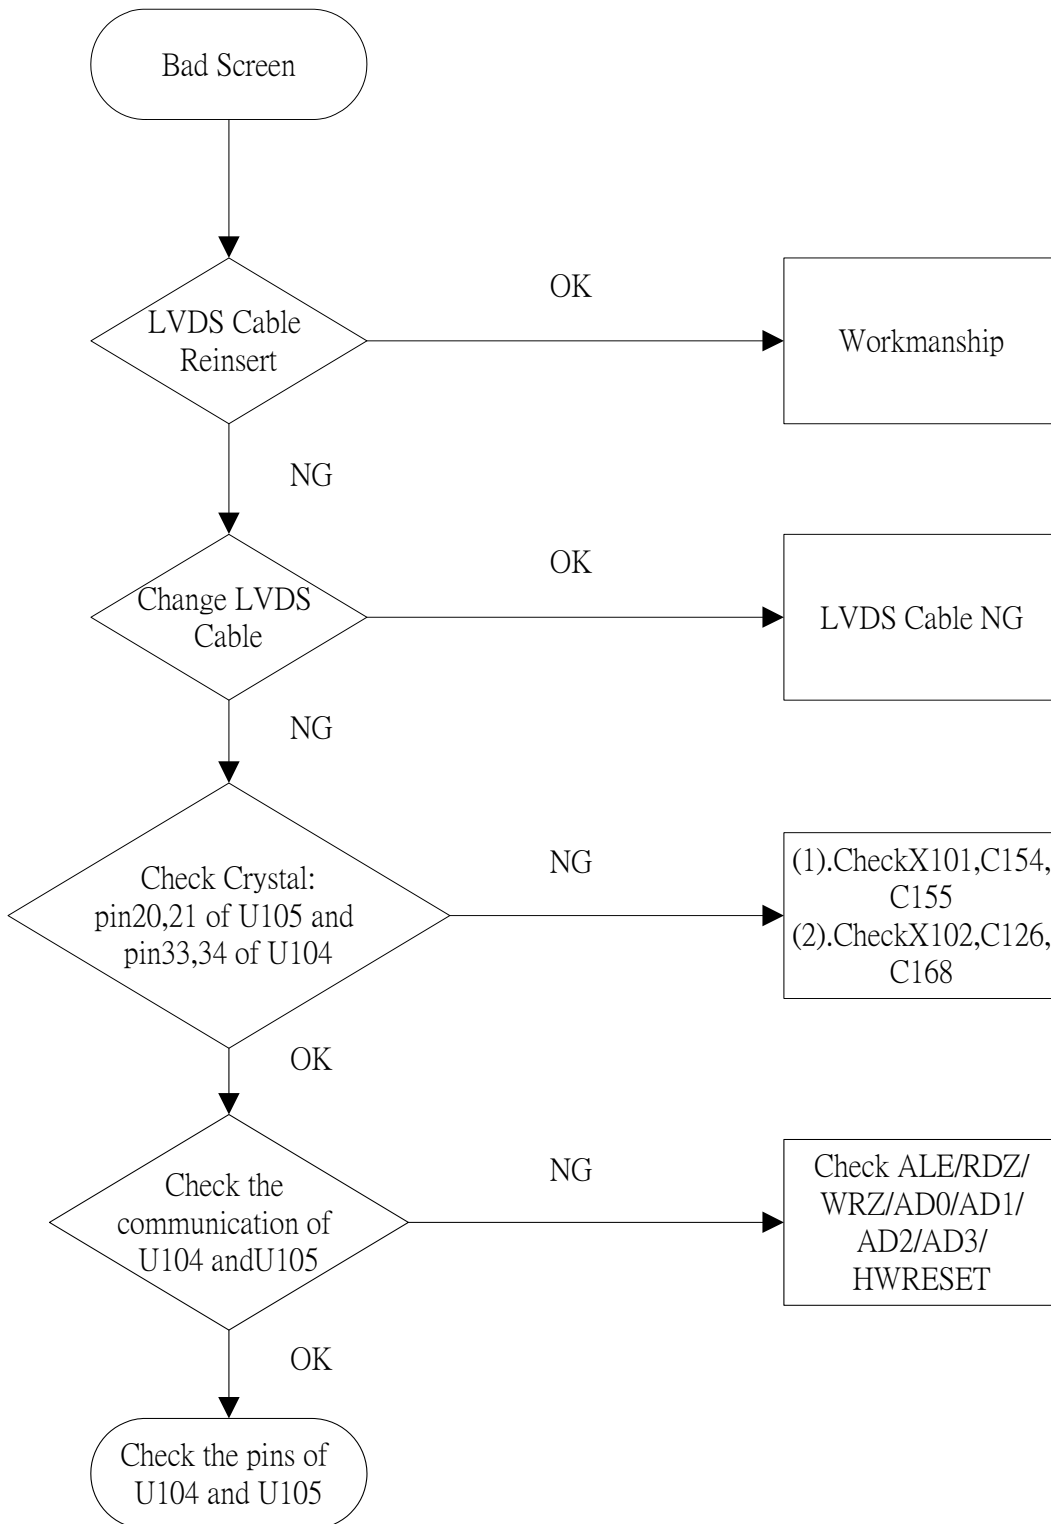 Bad Screen
OK
LVDS Cable
Reinsert
Workmanship
NG
OK
Change LVDS
Cable
LVDS Cable NG
NG
Check Crystal:
pin20,21 of U105 and
pin33,34 of U104
NG
(1).CheckX101,C154,
C155
(2).CheckX102,C126,
C168
OK
Check the
communication of
U104 andU105
NG
Check ALE/RDZ/
WRZ/AD0/AD1/
AD2/AD3/
HWRESET
OK
Check the pins of
U104 and U105